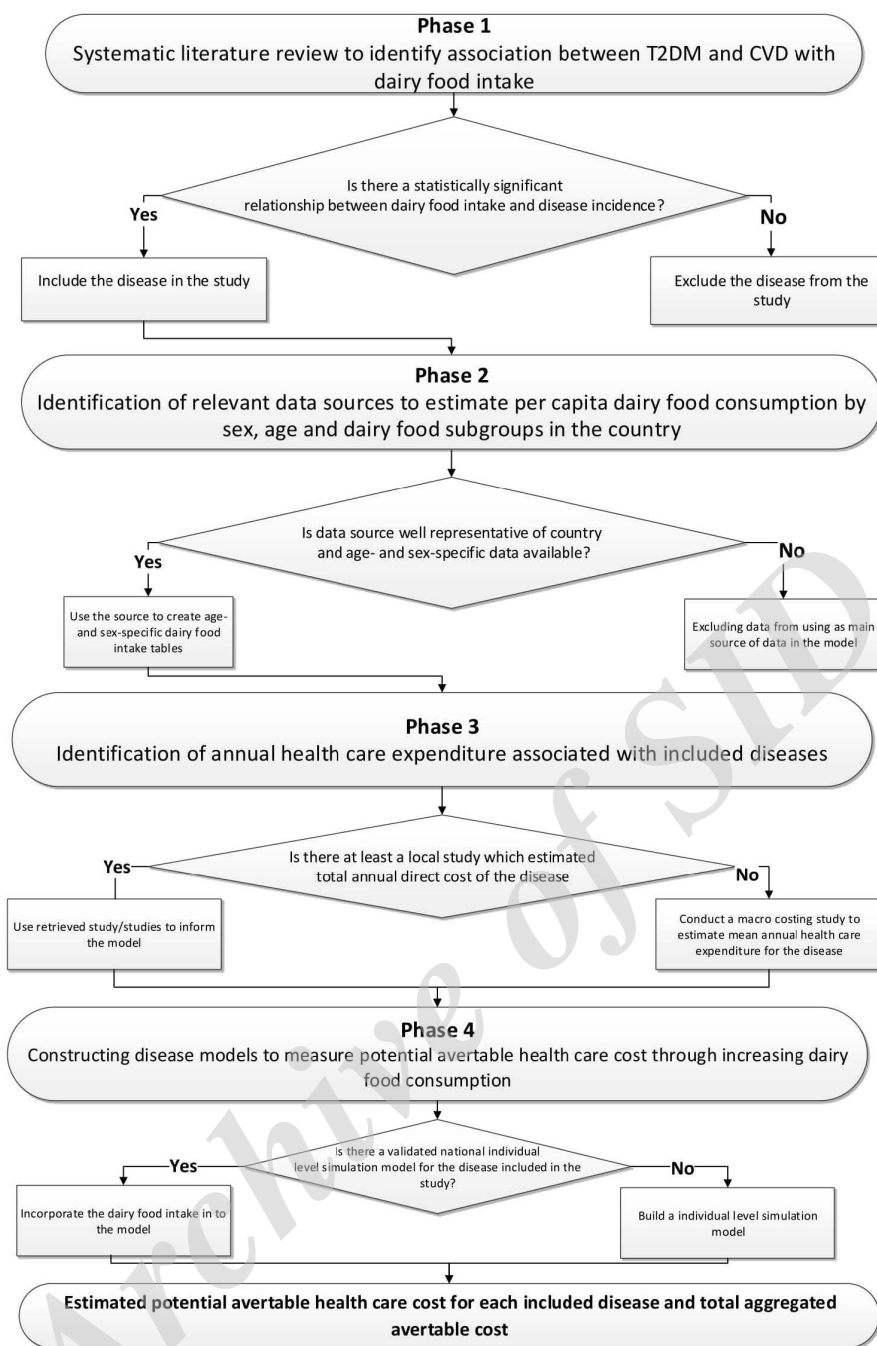 Phase 1
Systematic literature review to identify association between T2DM and CVD with
dairy food intake
Is there a statistically significant
relationship between dairy food intake and disease incidence?
Yes
No
Include the disease in the study
Exclude the disease from the
study
Phase 2
Identification of relevant data sources to estimate per capita dairy food consumption by
sex, age and dairy food subgroups in the country
Is data source well representative of country
and age- and sex-specific data available?
Yes
No
Use the source to create age-
and sex-specific dairy food
intake tables
Excluding data from using as main
source of data in the model
Phase 3
Identification of annual health care expenditure associated with included diseases
Is there at least a local study which estimated
total annual direct cost of the disease
Yes
No
Use retrieved study/studies to inform
the model
Conduct a macro costing study to
estimate mean annual health care
expenditure for the disease
Phase 4
Constructing disease models to measure potential avertable health care cost through increasing dairy
food consumption
Is there a validated national individual
level simulation model for the disease included in the
study?
Yes
No
Incorporate the dairy food intake in to
the model
Build a individual level simulation
model
Estimated potential avertable health care cost for each included disease and total aggregated
avertable cost
Archive of SID